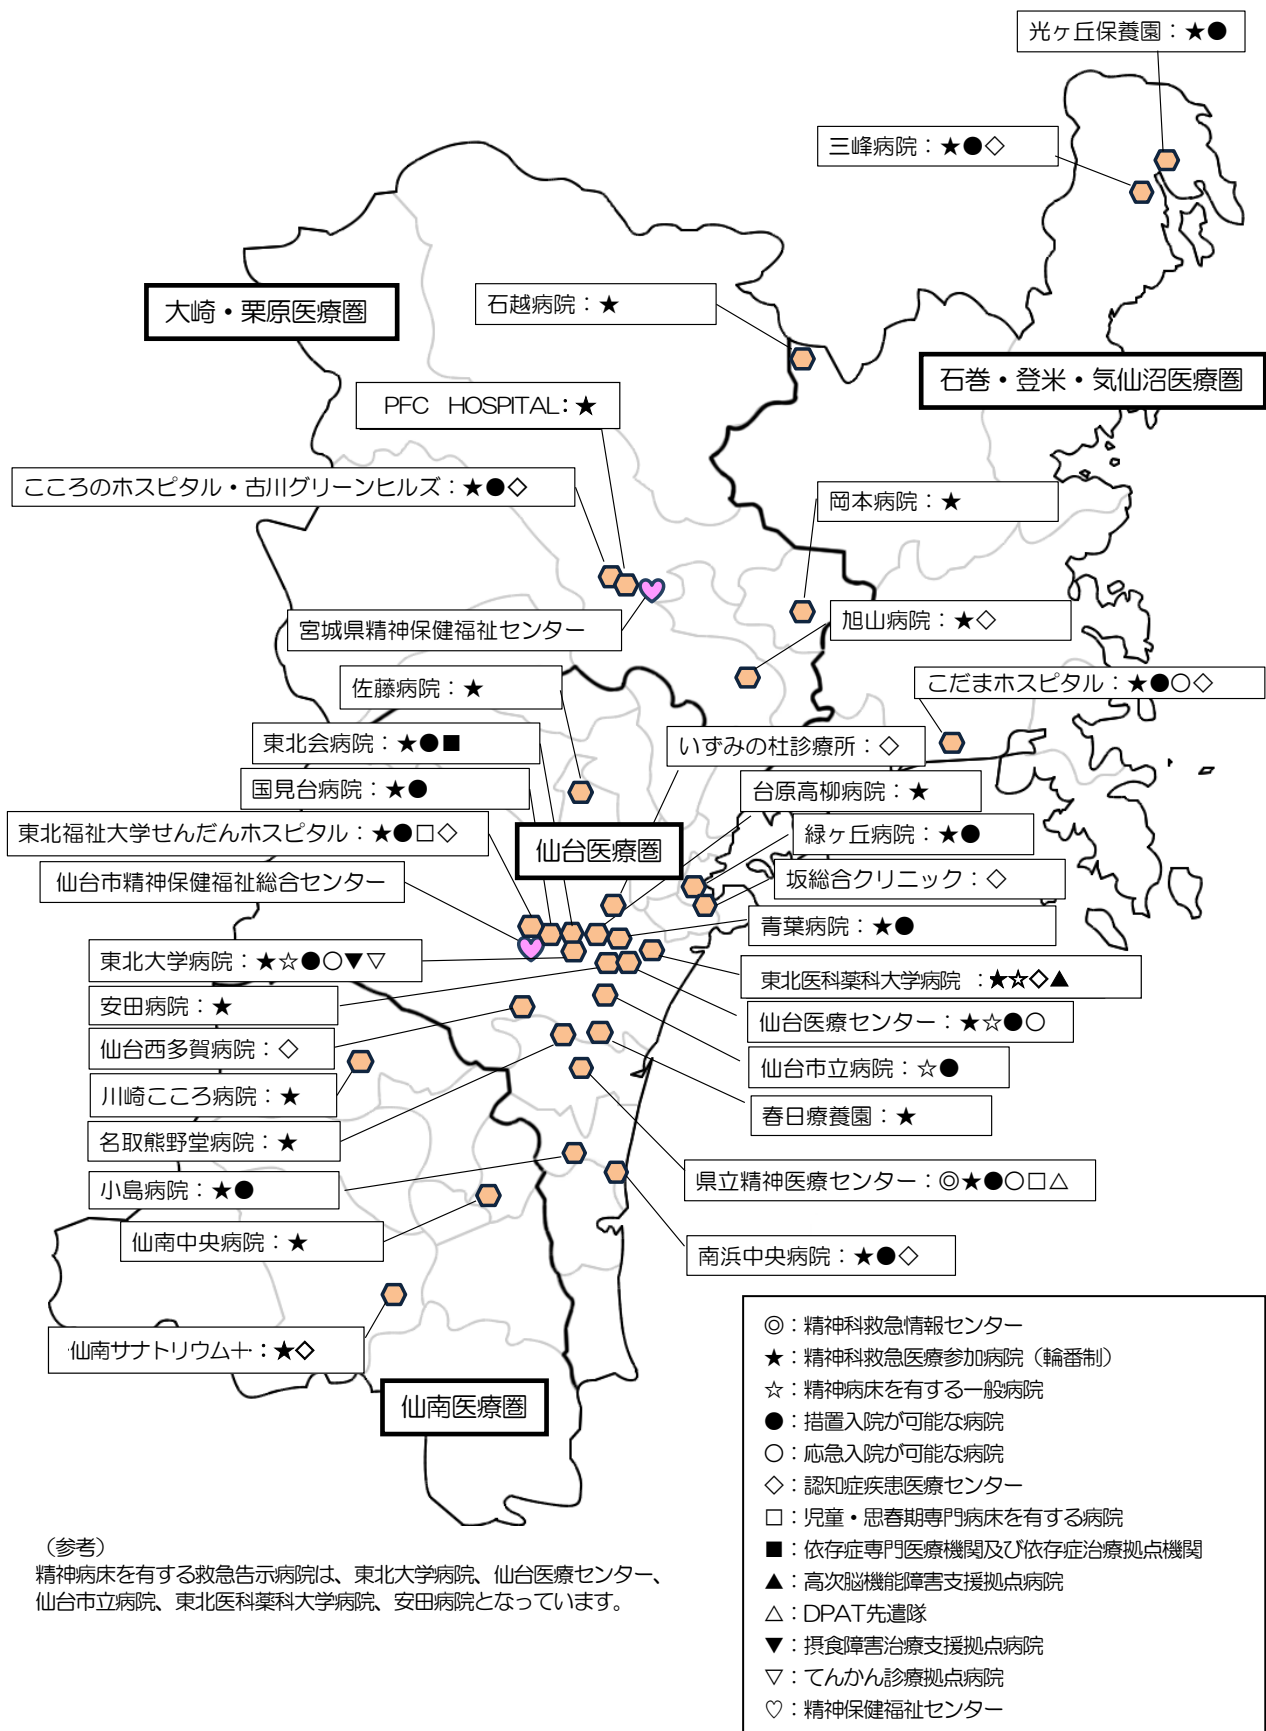 光ヶ丘保養園：★●
三峰病院：★●◇
大崎・栗原医療圏
石越病院：★
石巻・登米・気仙沼医療圏
PFC HOSPITAL：★
こころのホスピタル・古川グリーンヒルズ：★●◇
岡本病院：★
宮城県精神保健福祉センター
旭山病院：★◇
佐藤病院：★
こだまホスピタル：★●○◇
東北会病院：★●■
いずみの杜診療所：◇
国見台病院：★●
台原高柳病院：★
東北福祉大学せんだんホスピタル：★●□◇
仙台医療圏
緑ヶ丘病院：★●
仙台市精神保健福祉総合センター
坂総合クリニック：◇
青葉病院：★●
東北大学病院：★☆●○▼▽
東北医科薬科大学病院 ：★☆◇▲
安田病院：★
仙台医療センター：★☆●○
仙台西多賀病院：◇
仙台市立病院：☆●
川崎こころ病院：★
春日療養園：★
名取熊野堂病院：★
小島病院：★●
県立精神医療センター：◎★●○□△
仙南中央病院：★
南浜中央病院：★●◇
仙南サナトリウム＋：★◇
仙南医療圏
◎：精神科救急情報センター
★：精神科救急医療参加病院（輪番制）
☆：精神病床を有する一般病院
●：措置入院が可能な病院
○：応急入院が可能な病院
◇：認知症疾患医療センター
□：児童・思春期専門病床を有する病院
■：依存症専門医療機関及び依存症治療拠点機関
▲：高次脳機能障害支援拠点病院
△：DPAT先遣隊
▼：摂食障害治療支援拠点病院
▽：てんかん診療拠点病院
♡：精神保健福祉センター
（参考）
精神病床を有する救急告示病院は、東北大学病院、仙台医療センター、
仙台市立病院、東北医科薬科大学病院、安田病院となっています。